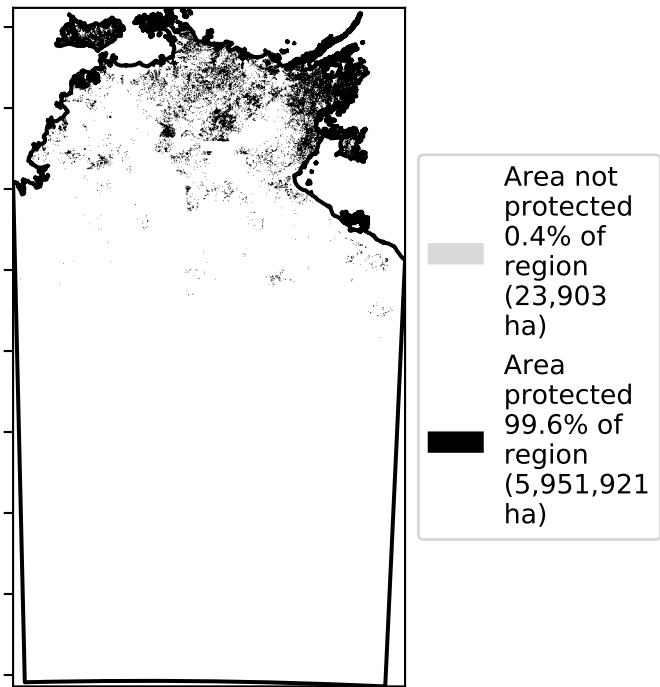 Area not
protected
0.4% of
region
(23,903
ha)
Area
protected
99.6% of
region
(5,951,921
ha)